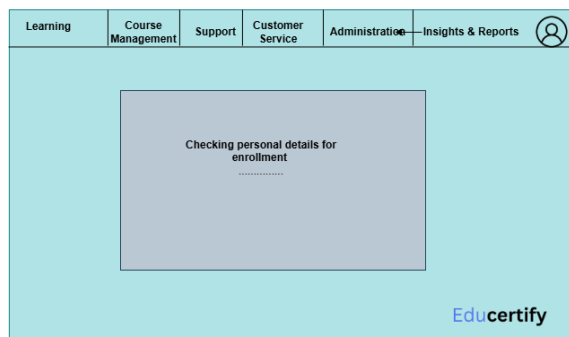 Learning
Course
Management
Support
Customer
Service
Administration
Insights & Reports
Checking personal details for
enrollment
...............
Educertify